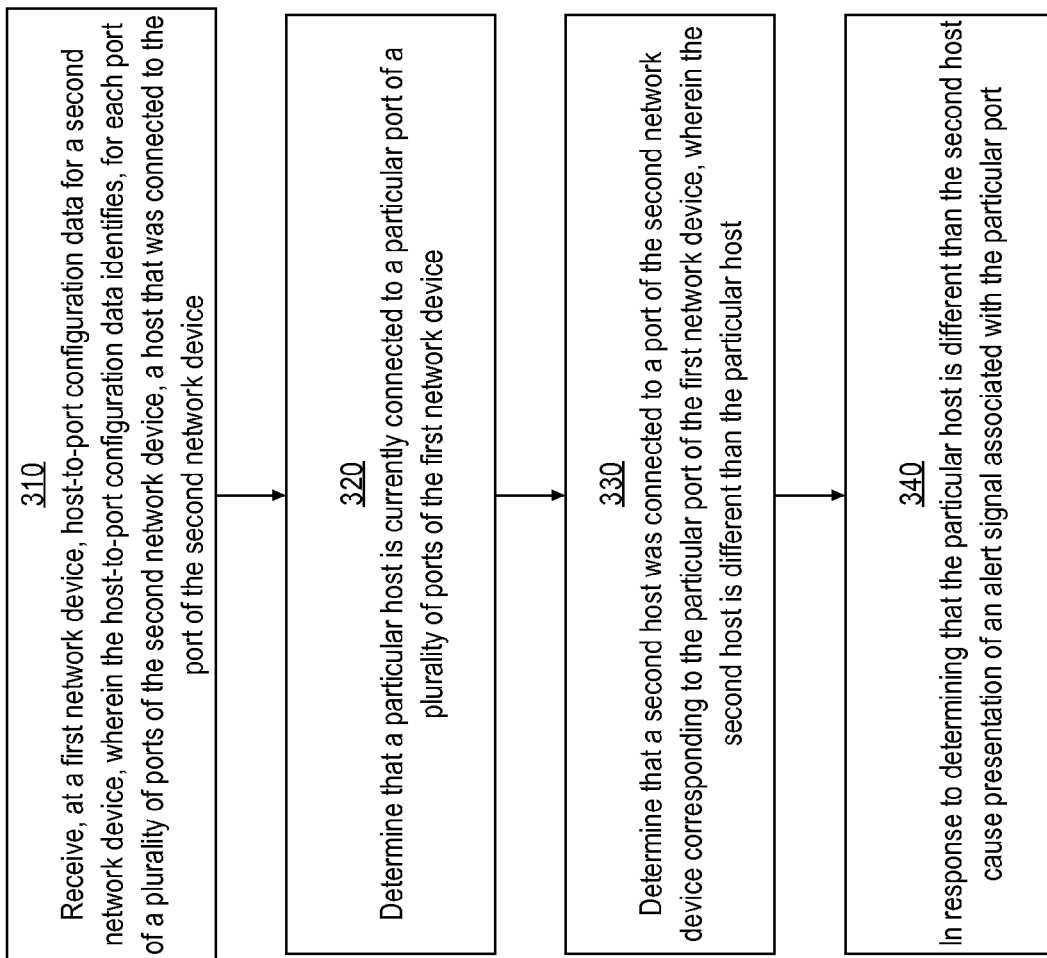 310
Receive, at a first network device, host-to-port configuration data for a second
network device, wherein the host-to-port configuration data identifies, for each port
of a plurality of ports of the second network device, a host that was connected to the
port of the second network device
320
Determine that a particular host is currently connected to a particular port of a
plurality of ports of the first network device
330
Determine that a second host was connected to a port of the second network
device corresponding to the particular port of the first network device, wherein the
second host is different than the particular host
340
In response to determining that the particular host is different than the second host
cause presentation of an alert signal associated with the particular port